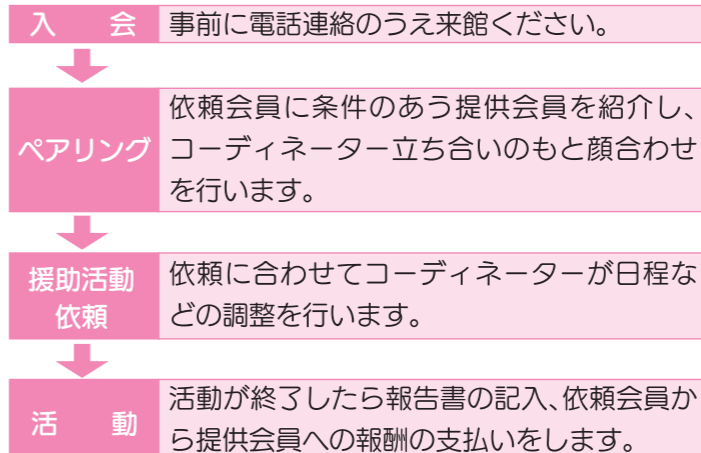 入　会
事前に電話連絡のうえ来館ください。
ペアリング
依頼会員に条件のあう提供会員を紹介し、
コーディネーター立ち合いのもと顔合わせ
を行います。
援助活動
依頼
依頼に合わせてコーディネーターが日程な
どの調整を行います。
活　動
活動が終了したら報告書の記入、依頼会員か
ら提供会員への報酬の支払いをします。